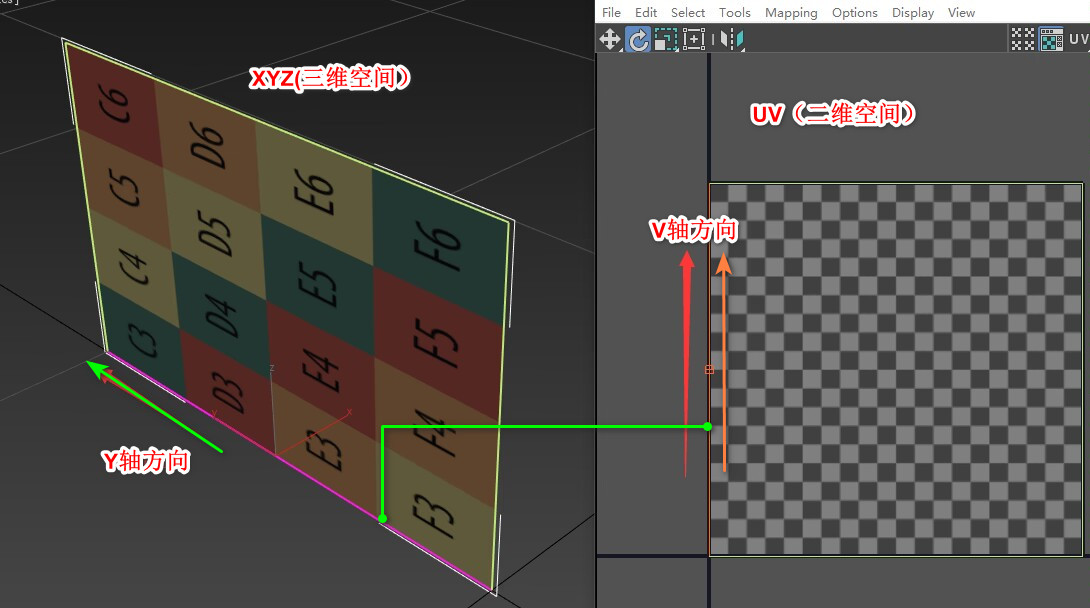 es]
XYZ(三维空间）
C6
D6
E6
F6
C5
D5
E5
F5
C4
D4
E4
F4
C3
D3
E3
F3
z
x
y
Y轴方向
File Edit Select Tools Mapping Options Display View
UV
UV（二维空间）
V轴方向